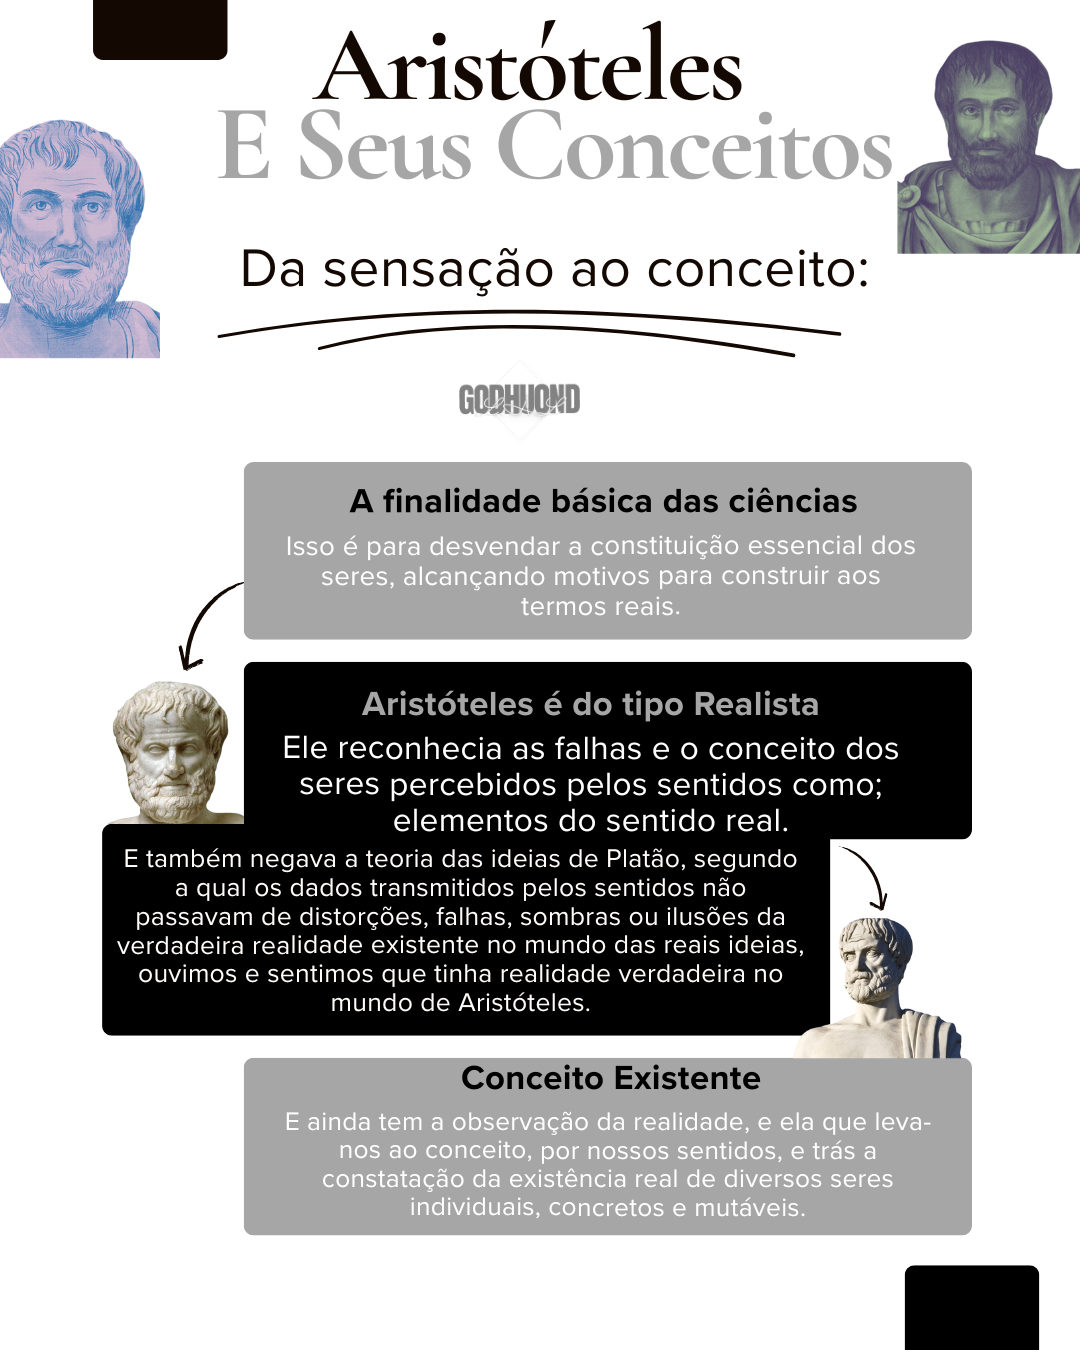 Aristóteles
E Seus Conceitos
Da sensação ao conceito:
GODHUOND
A finalidade básica das ciências
Isso é para desvendar a constituição essencial dos
seres, alcançando motivos para construir aos
termos reais.
Aristóteles é do tipo Realista
Ele reconhecia as falhas e o conceito dos
seres percebidos pelos sentidos como;
elementos do sentido real.
E também negava a teoria das ideias de Platão, segundo
a qual os dados transmitidos pelos sentidos não
passavam de distorções, falhas, sombras ou ilusões da
verdadeira realidade existente no mundo das reais ideias,
ouvimos e sentimos que tinha realidade verdadeira no
mundo de Aristóteles.
Conceito Existente
E ainda tem a observação da realidade, e ela que leva-
nos ao conceito, por nossos sentidos, e trás a
constatação da existência real de diversos seres
individuais, concretos e mutáveis.